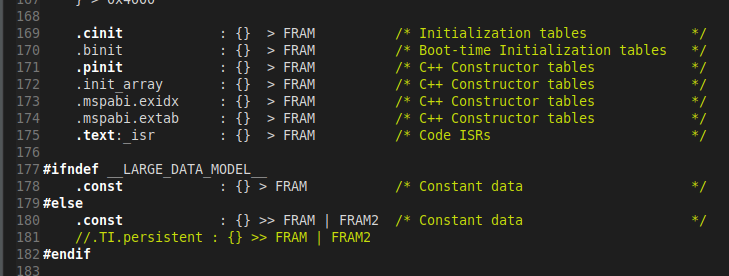 167    } > 0x4000
168
169    .cinit            : {}  > FRAM          /* Initialization tables              */
170    .binit            : {}  > FRAM          /* Boot-time Initialization tables   */
171    .pinit            : {}  > FRAM          /* C++ Constructor tables            */
172    .init_array       : {}  > FRAM          /* C++ Constructor tables            */
173    .mspabi.exidx     : {}  > FRAM          /* C++ Constructor tables            */
174    .mspabi.extab     : {}  > FRAM          /* C++ Constructor tables            */
175    .text:_isr        : {}  > FRAM          /* Code ISRs                         */
176
177 #ifndef __LARGE_DATA_MODEL__
178    .const            : {} > FRAM           /* Constant data                     */
179 #else
180    .const            : {} >> FRAM | FRAM2  /* Constant data                     */
181    //.TI.persistent : {} >> FRAM | FRAM2
182 #endif
183